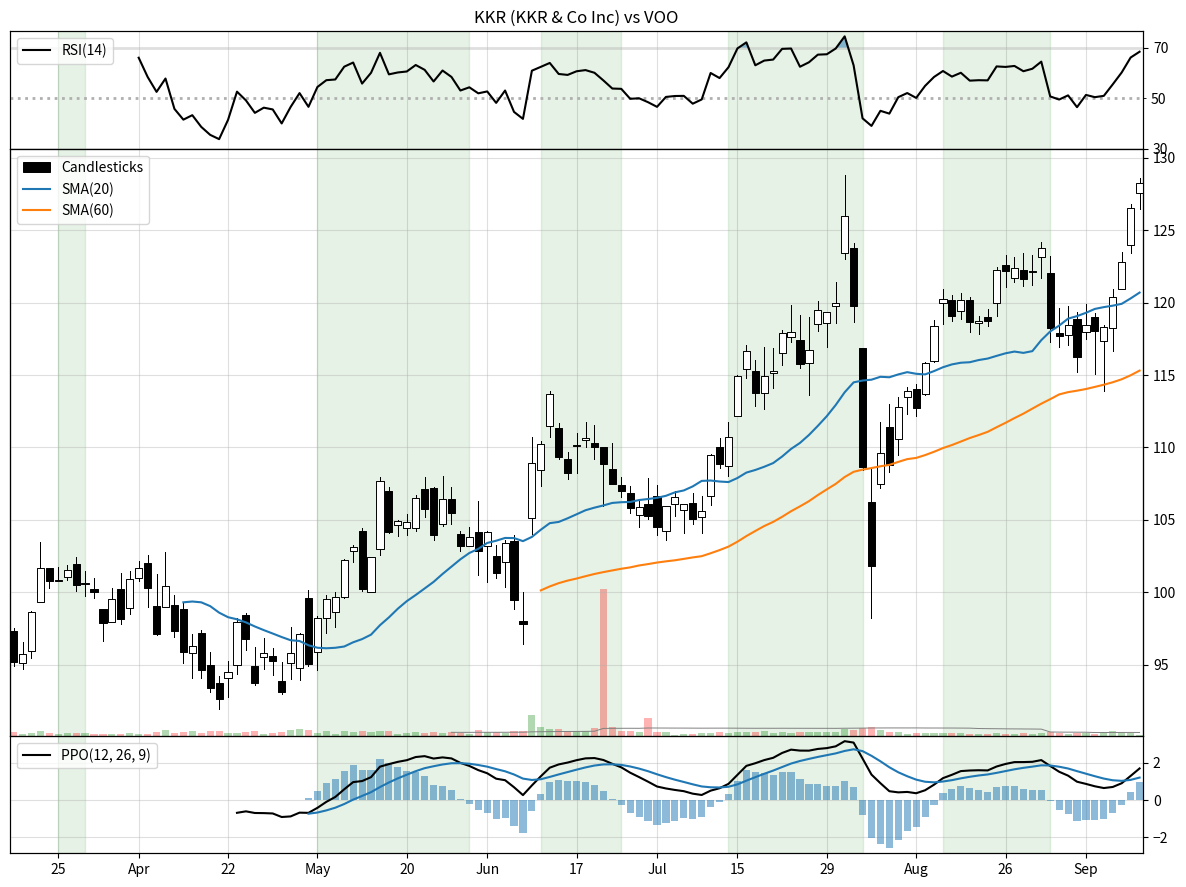 KKR (KKR & Co Inc) vs VOO
RSI(14)
70
50
30
Candlesticks
SMA(20)
SMA(60)
130
125
120
115
110
105
100
95
PPO(12, 26, 9)
2
0
−2
25 Apr 22 May 20 Jun 17 Jul 15 29 Aug 26 Sep